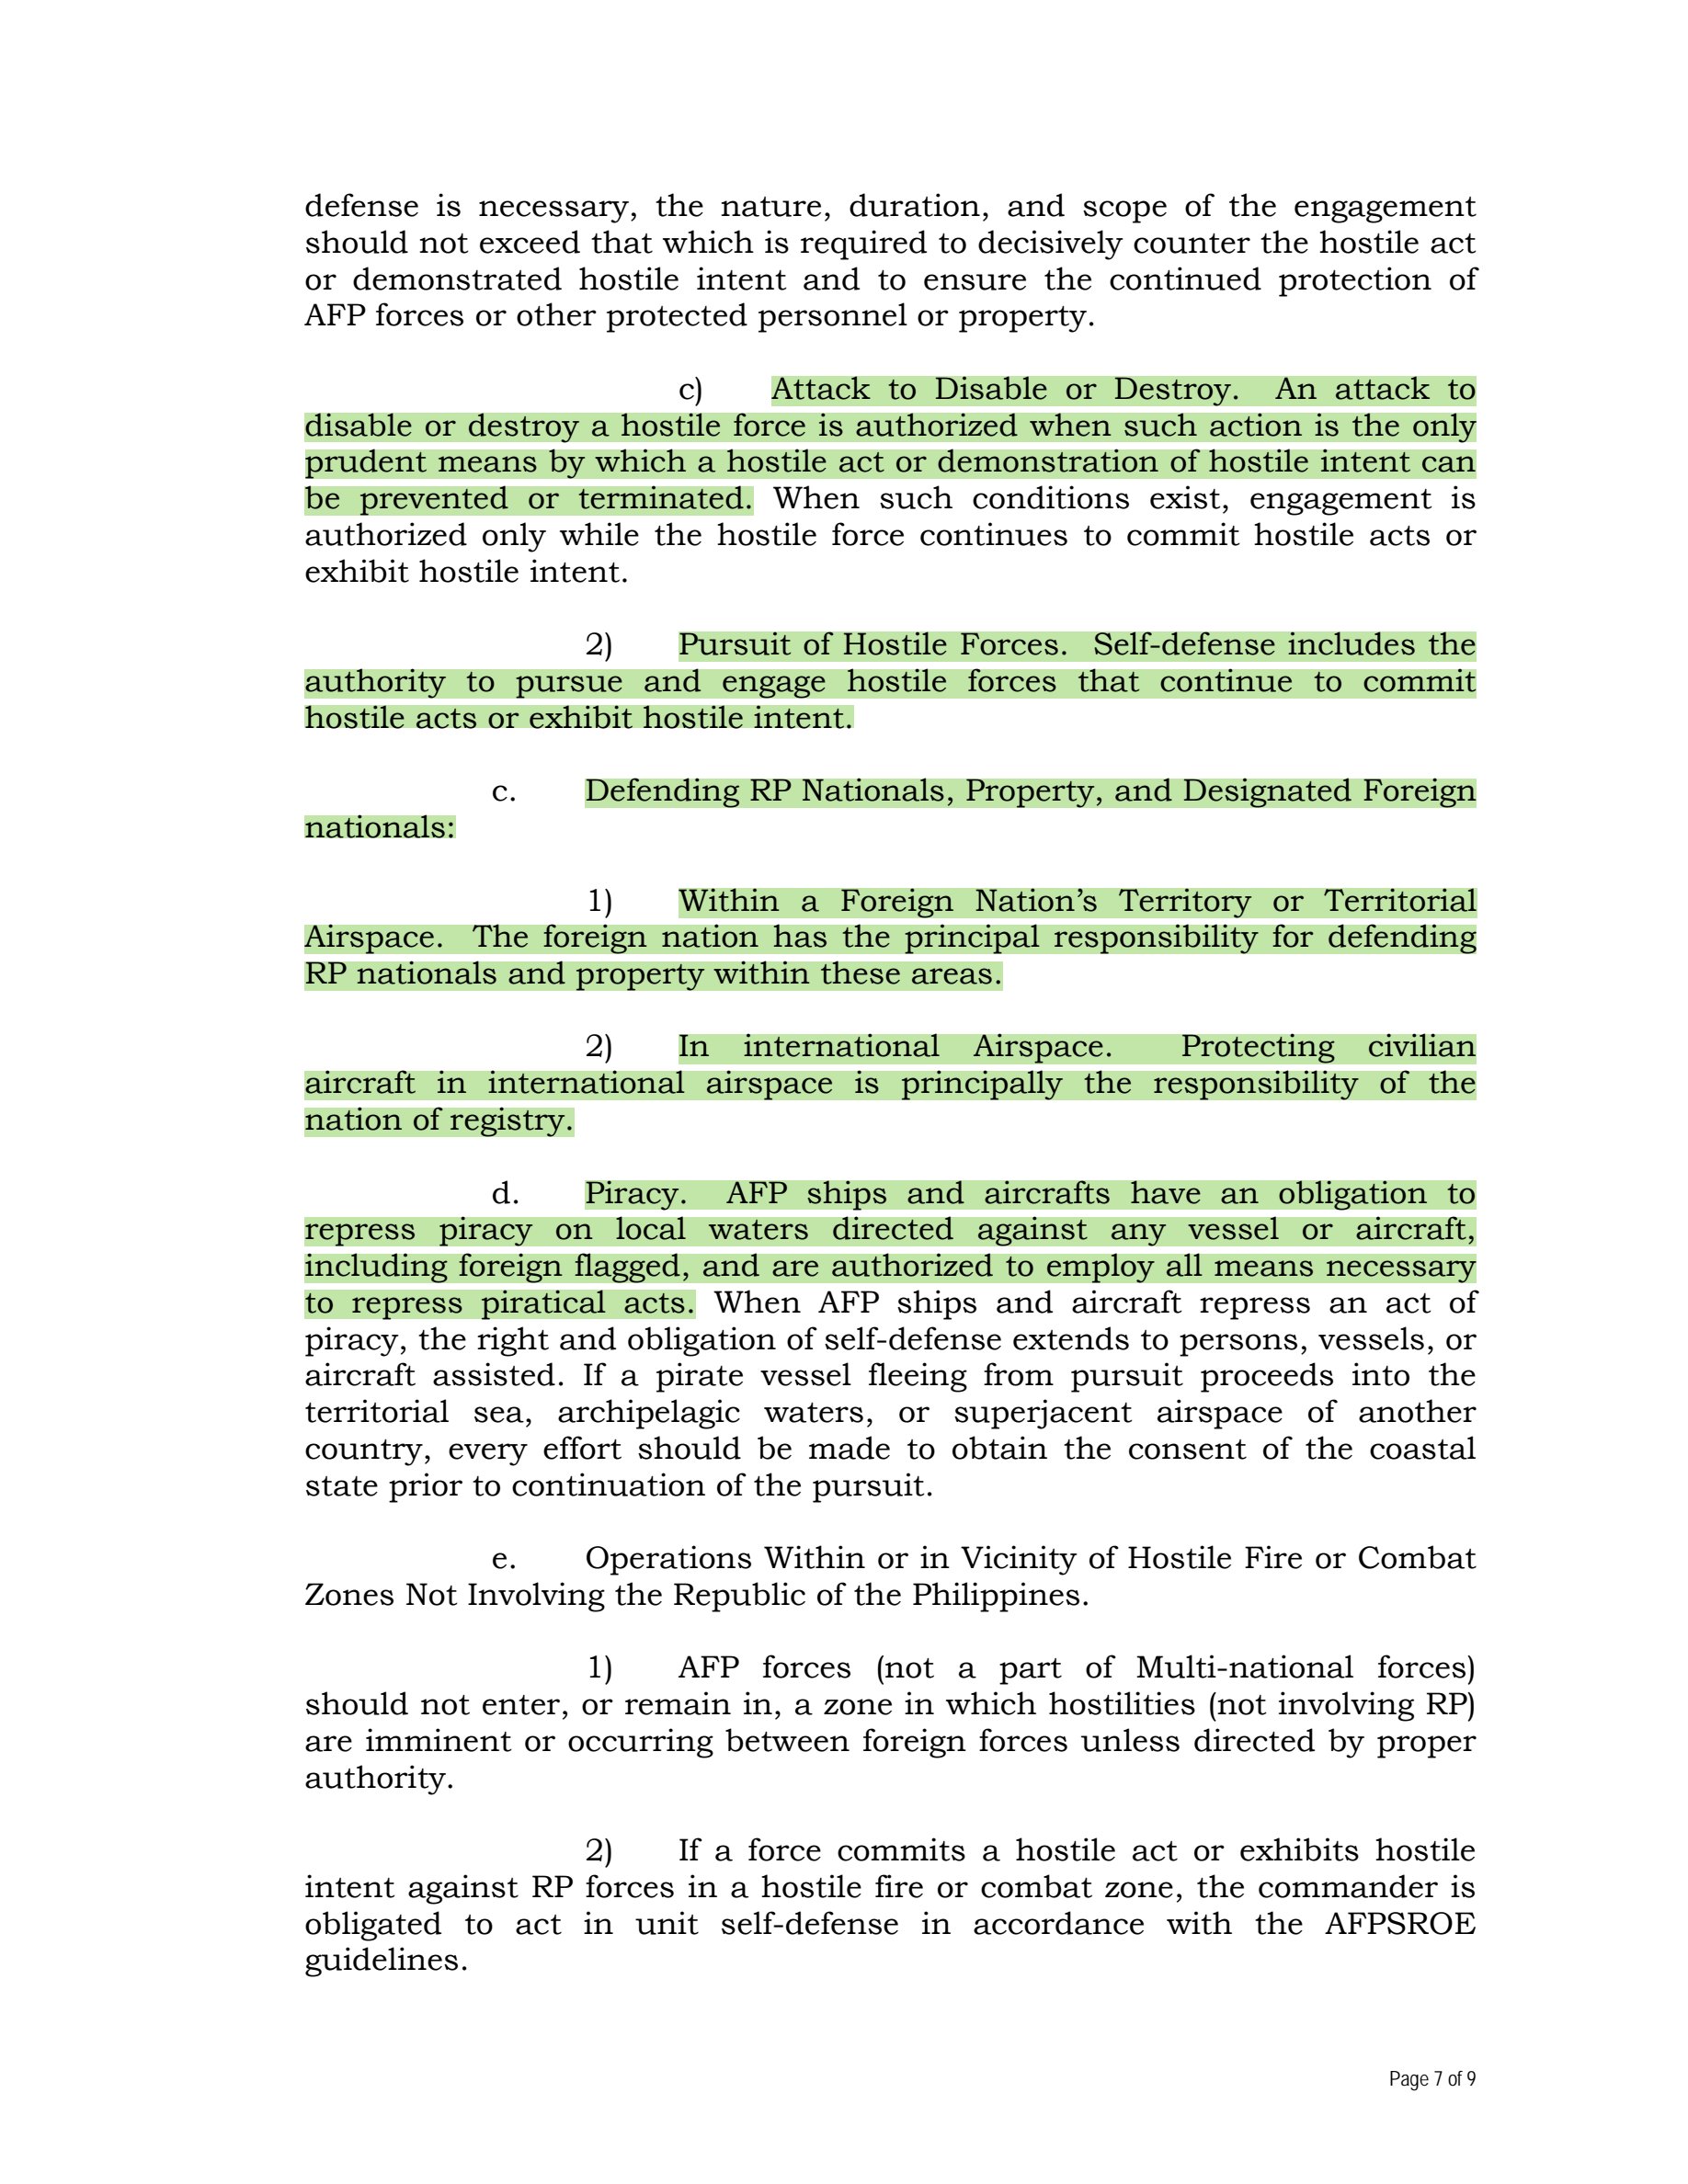 defense is necessary, the nature, duration, and scope of the engagement
should not exceed that which is required to decisively counter the hostile act
or demonstrated hostile intent and to ensure the continued protection of
AFP forces or other protected personnel or property.
c) Attack to Disable or Destroy. An attack to
disable or destroy a hostile force is authorized when such action is the only
prudent means by which a hostile act or demonstration of hostile intent can
be prevented or terminated. When such conditions exist, engagement is
authorized only while the hostile force continues to commit hostile acts or
exhibit hostile intent.
2) Pursuit of Hostile Forces. Self-defense includes the
authority to pursue and engage hostile forces that continue to commit
hostile acts or exhibit hostile intent.
c. Defending RP Nationals, Property, and Designated Foreign
nationals:
1) Within a Foreign Nation’s Territory or Territorial
Airspace. The foreign nation has the principal responsibility for defending
RP nationals and property within these areas.
2) In international Airspace. Protecting civilian
aircraft in international airspace is principally the responsibility of the
nation of registry.
d. Piracy. AFP ships and aircrafts have an obligation to
repress piracy on local waters directed against any vessel or aircraft,
including foreign flagged, and are authorized to employ all means necessary
to repress piratical acts. When AFP ships and aircraft repress an act of
piracy, the right and obligation of self-defense extends to persons, vessels, or
aircraft assisted. If a pirate vessel fleeing from pursuit proceeds into the
territorial sea, archipelagic waters, or superjacent airspace of another
country, every effort should be made to obtain the consent of the coastal
state prior to continuation of the pursuit.
e. Operations Within or in Vicinity of Hostile Fire or Combat
Zones Not Involving the Republic of the Philippines.
1) AFP forces (not a part of Multi-national forces)
should not enter, or remain in, a zone in which hostilities (not involving RP)
are imminent or occurring between foreign forces unless directed by proper
authority.
2) If a force commits a hostile act or exhibits hostile
intent against RP forces in a hostile fire or combat zone, the commander is
obligated to act in unit self-defense in accordance with the AFPSROE
guidelines.
Page 7 of 9